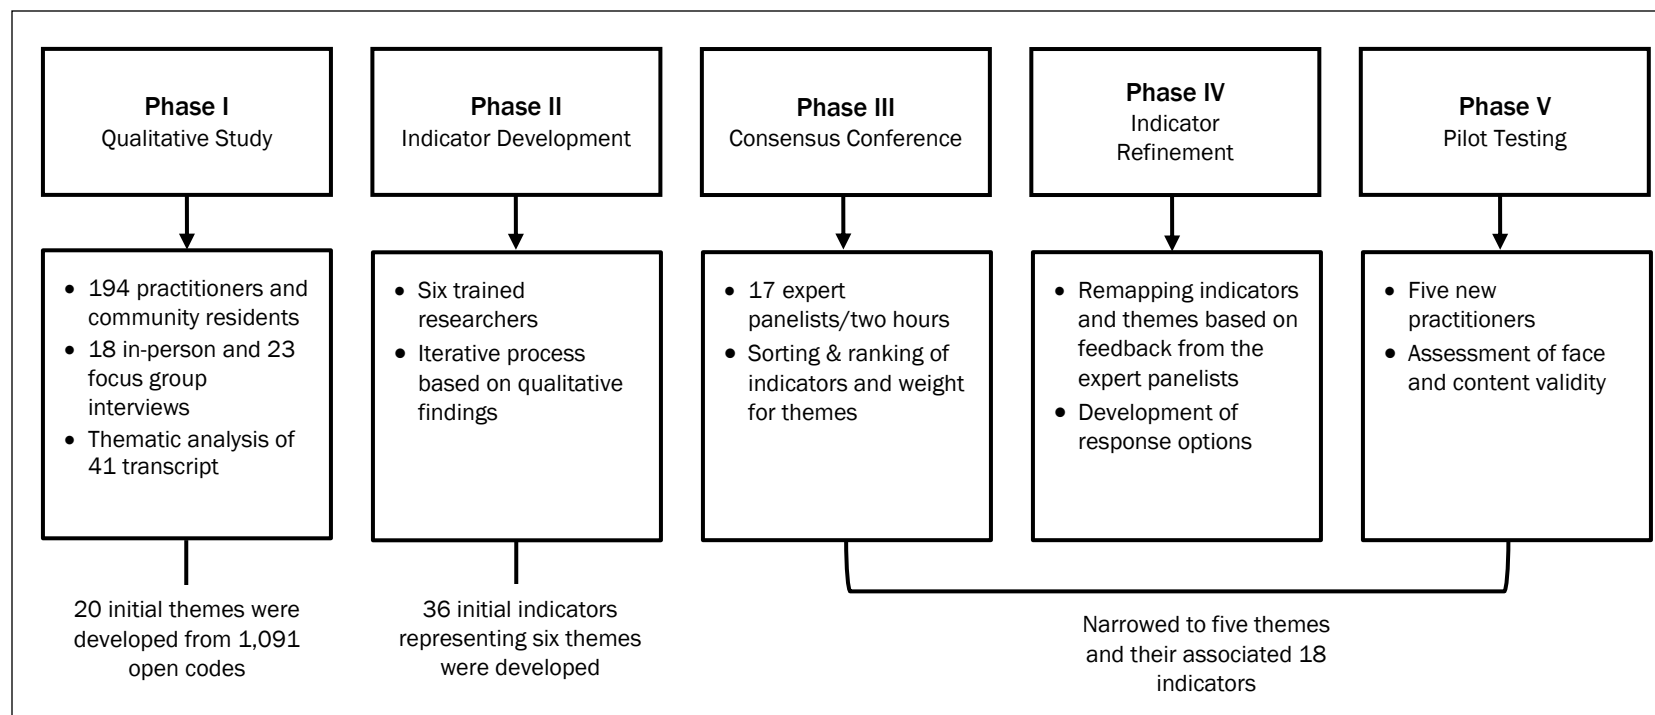 Phase I
Qualitative Study
Phase II
Indicator Development
Phase III
Consensus Conference
Phase IV
Indicator
Refinement
Phase V
Pilot Testing
• 194 practitioners and
community residents
• 18 in-person and 23
focus group
interviews
• Thematic analysis of
41 transcript
• Six trained
researchers
• Iterative process
based on qualitative
findings
• 17 expert
panelists/two hours
• Sorting & ranking of
indicators and weight
for themes
• Remapping indicators
and themes based on
feedback from the
expert panelists
• Development of
response options
• Five new
practitioners
• Assessment of face
and content validity
20 initial themes were
developed from 1,091
open codes
36 initial indicators
representing six themes
were developed
Narrowed to five themes
and their associated 18
indicators